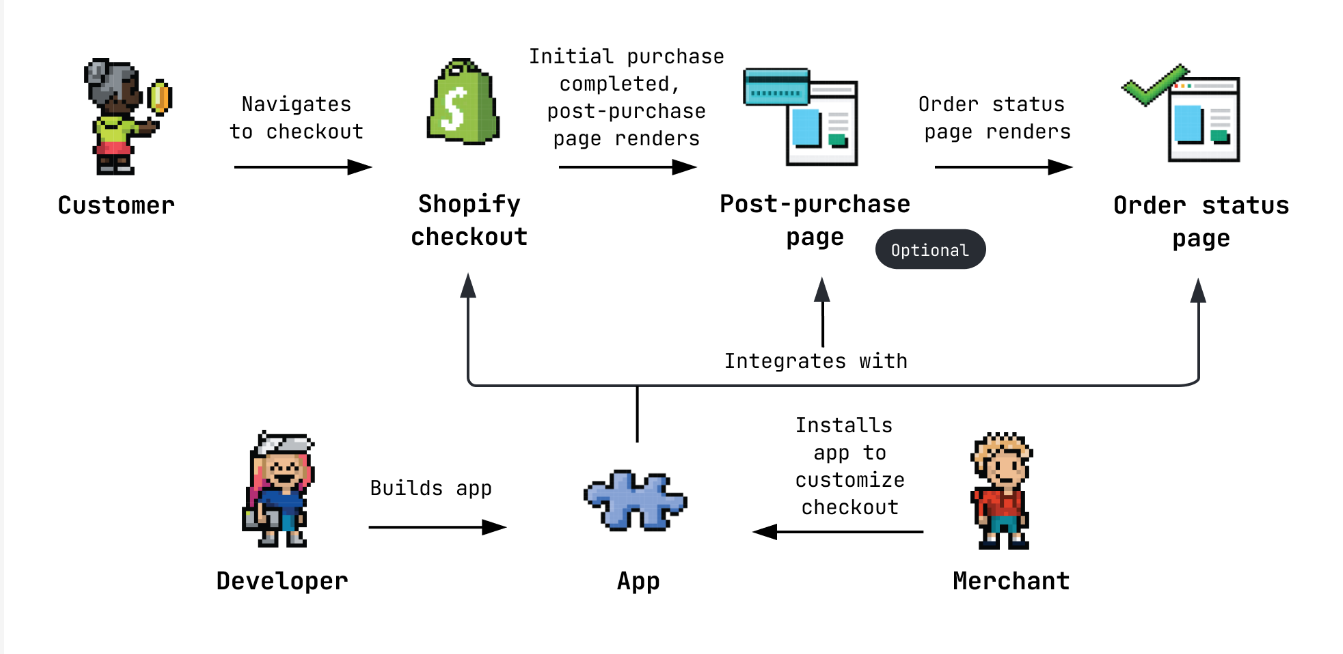 Navigates
to checkout
Initial purchase
completed,
post-purchase
page renders
Order status
page renders
Customer
Shopify
checkout
Post-purchase
page
Optional
Order status
page
Integrates with
Builds app
Installs
app to
customize
checkout
Developer
App
Merchant